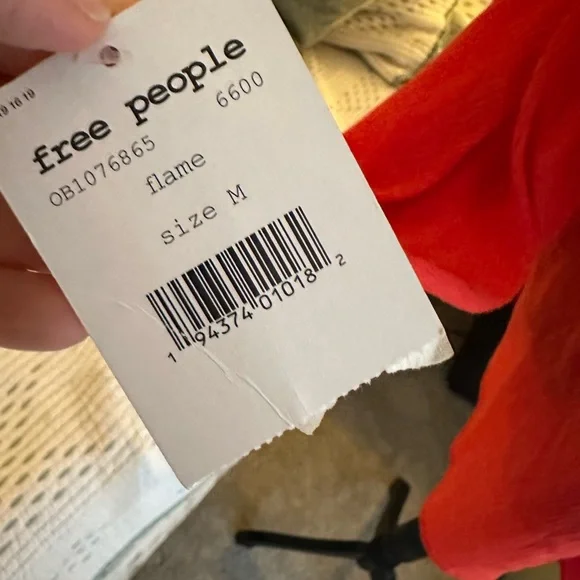 free people
OB1076865 6600
flame
size M
1 94374 01018 2